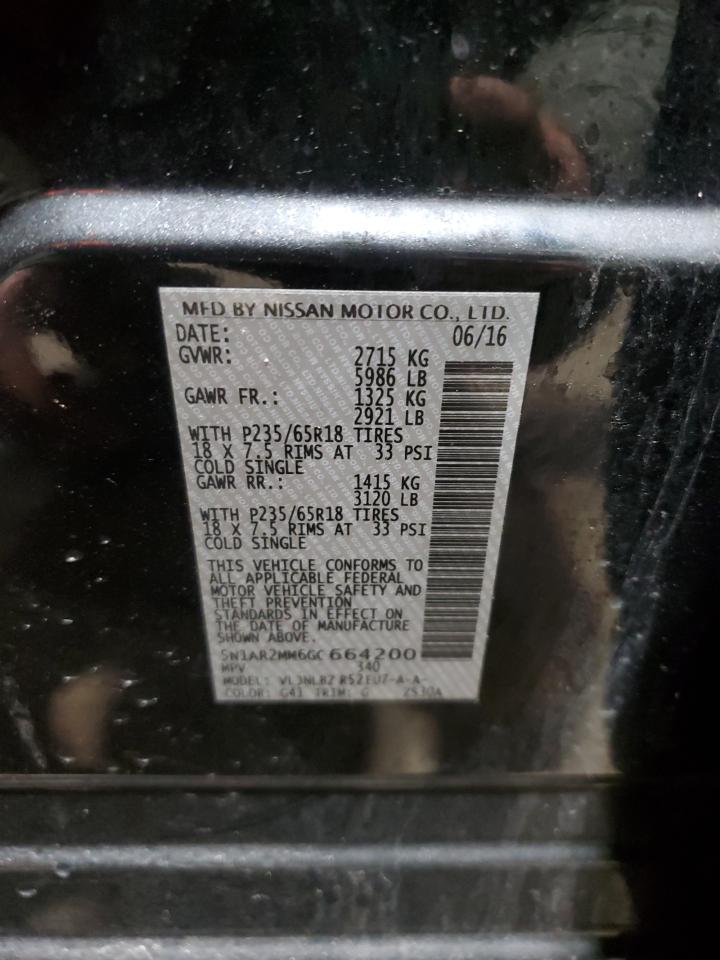 MFD BY NISSAN MOTOR CO., LTD.
DATE: 06/16
GVWR: 2715 KG
5986 LB
GAWR FR.: 1325 KG
2921 LB
WITH P235/65R18 TIRES
18 X 7.5 RIMS AT 33 PSI
COLD SINGLE
GAWR RR.: 1415 KG
3120 LB
WITH P235/65R18 TIRES
18 X 7.5 RIMS AT 33 PSI
COLD SINGLE
THIS VEHICLE CONFORMS TO
ALL APPLICABLE FEDERAL
MOTOR VEHICLE SAFETY AND
THEFT PREVENTION
STANDARDS IN EFFECT ON
THE DATE OF MANUFACTURE
SHOWN ABOVE.
5N1AR2MM6GC664200
MPV 340
MODEL:
COLOR: G41 TRIM: G